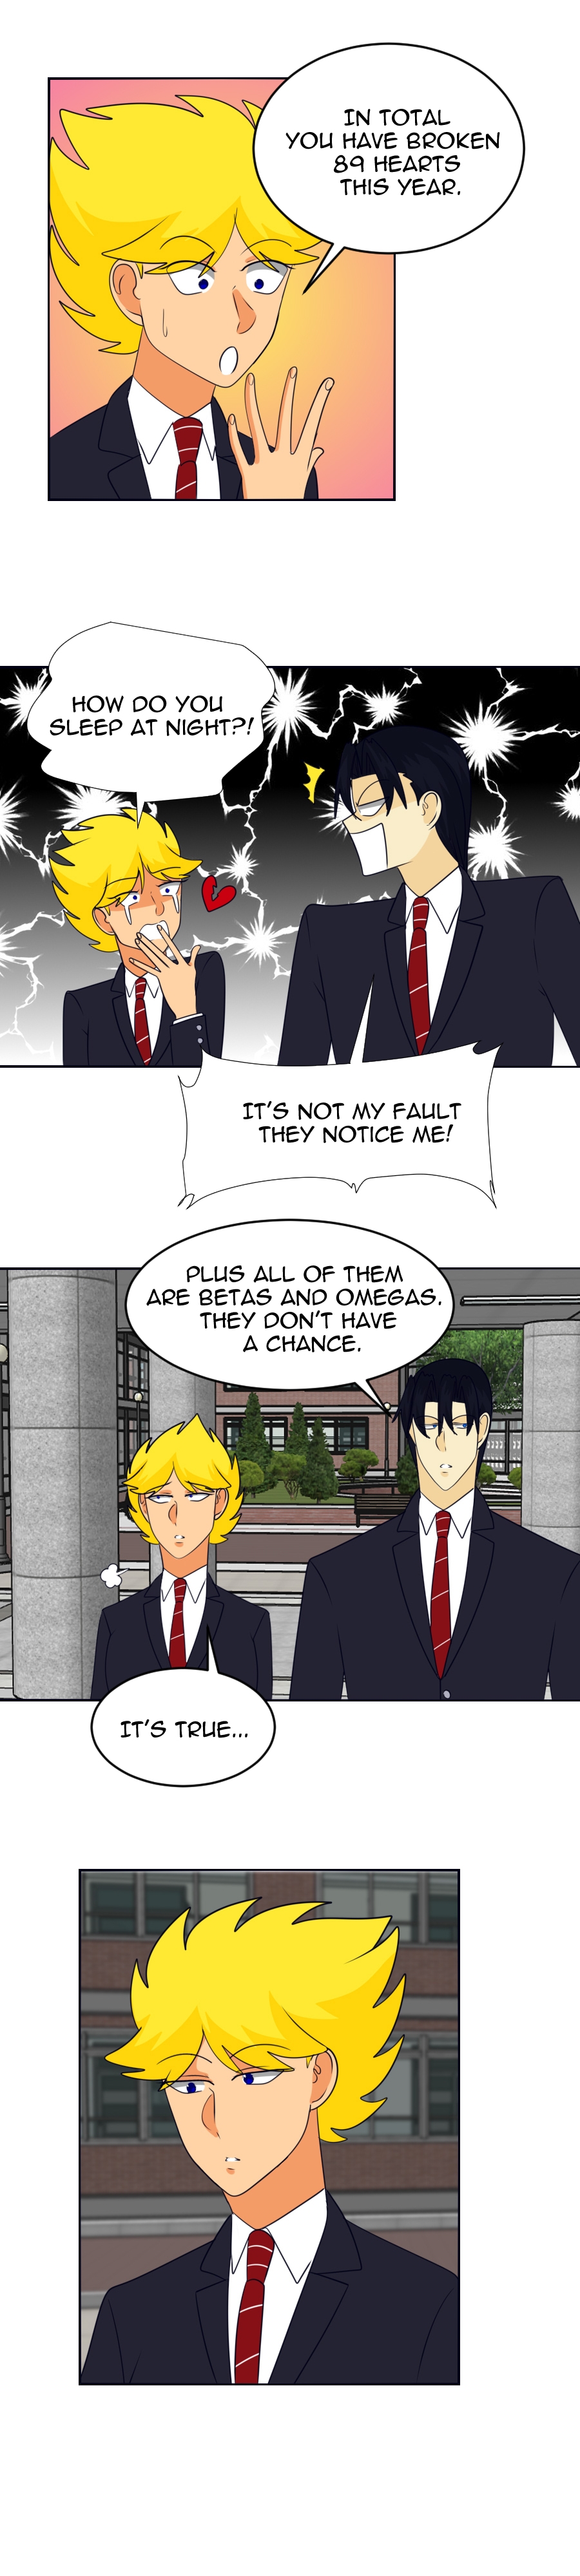 IN TOTAL
YOU HAVE BROKEN
89 HEARTS
THIS YEAR.
HOW DO YOU
SLEEP AT NIGHT?!
IT'S NOT MY FAULT
THEY NOTICE ME!
PLUS ALL OF THEM
ARE BETAS AND OMEGAS.
THEY DON'T HAVE
A CHANCE.
IT'S TRUE...